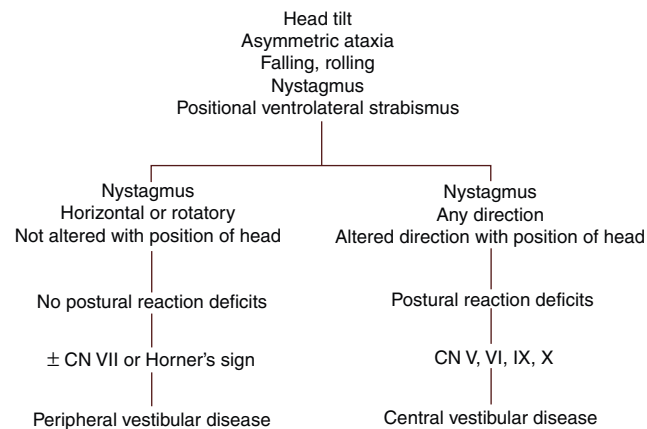 Head tilt
Asymmetric ataxia
Falling, rolling
Nystagmus
Positional ventrolateral strabismus
Nystagmus
Horizontal or rotatory
Not altered with position of head
No postural reaction deficits
± CN VII or Horner's sign
Peripheral vestibular disease
Nystagmus
Any direction
Altered direction with position of head
Postural reaction deficits
CN V, VI, IX, X
Central vestibular disease